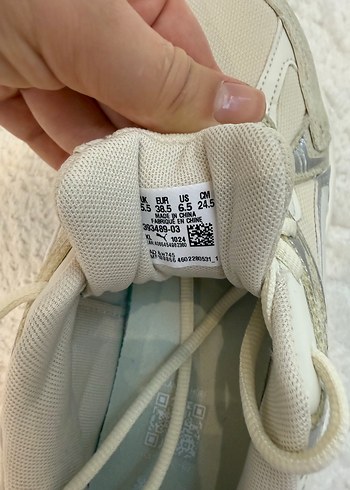 UK EUR US CM
5.5 38.5 6.5 24.5
MADE IN CHINA
FABRIQUÉ EN CHINE
393489-03
XL 1024